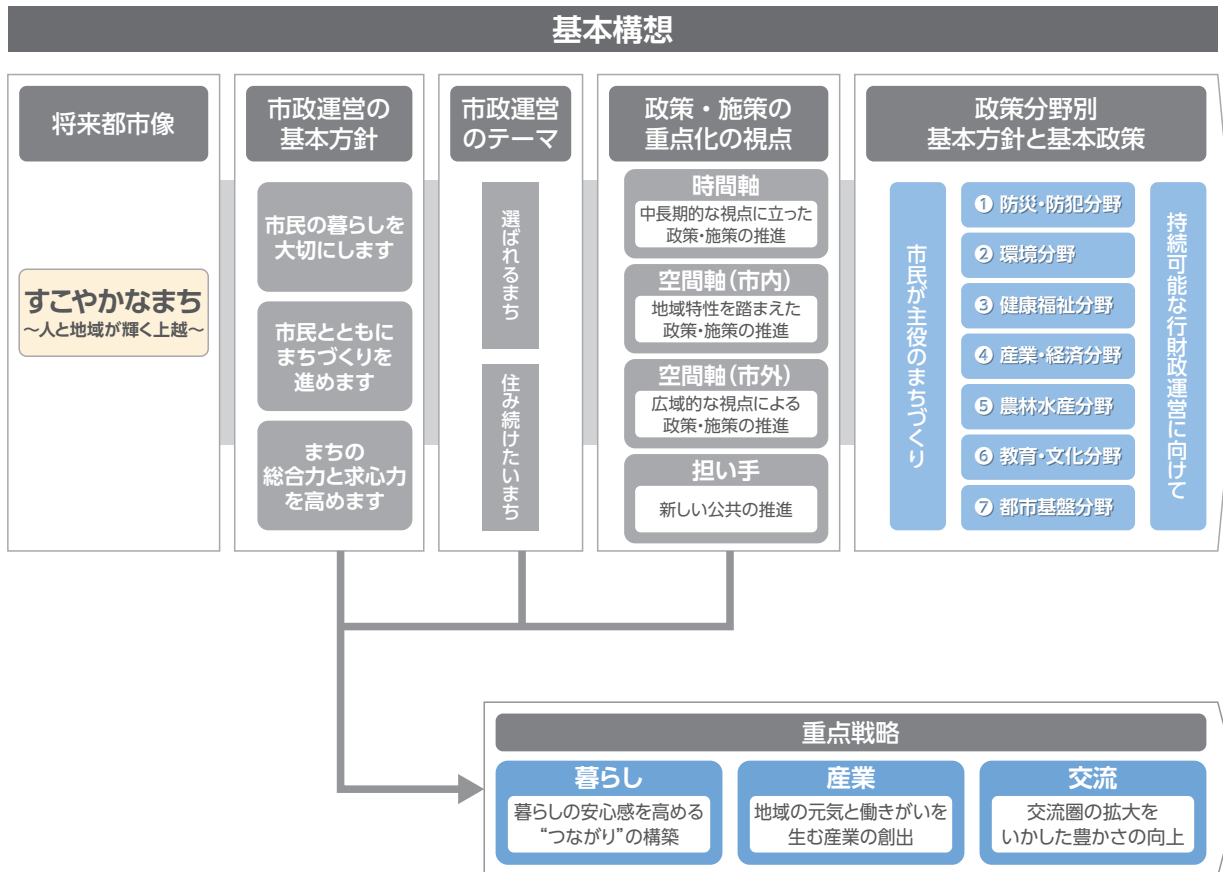 基本構想
将来都市像
すこやかなまち
～人と地域が輝く上越～
市政運営の
基本方針
市民の暮らしを
大切にします
市民とともに
まちづくりを
進めます
まちの
総合力と求心力
を高めます
市政運営
のテーマ
選ばれるまち
住み続けたいまち
政策・施策の
重点化の視点
時間軸
中長期的な視点に立った
政策・施策の推進
空間軸（市内）
地域特性を踏まえた
政策・施策の推進
空間軸（市外）
広域的な視点による
政策・施策の推進
担い手
新しい公共の推進
政策分野別
基本方針と基本政策
市民が主役のまちづくり
❶ 防災・防犯分野
❷ 環境分野
❸ 健康福祉分野
❹ 産業・経済分野
❺ 農林水産分野
❻ 教育・文化分野
❼ 都市基盤分野
持続可能な行財政運営に向けて
重点戦略
暮らし
暮らしの安心感を高める
“つながり”の構築
産業
地域の元気と働きがいを
生む産業の創出
交流
交流圏の拡大を
いかした豊かさの向上